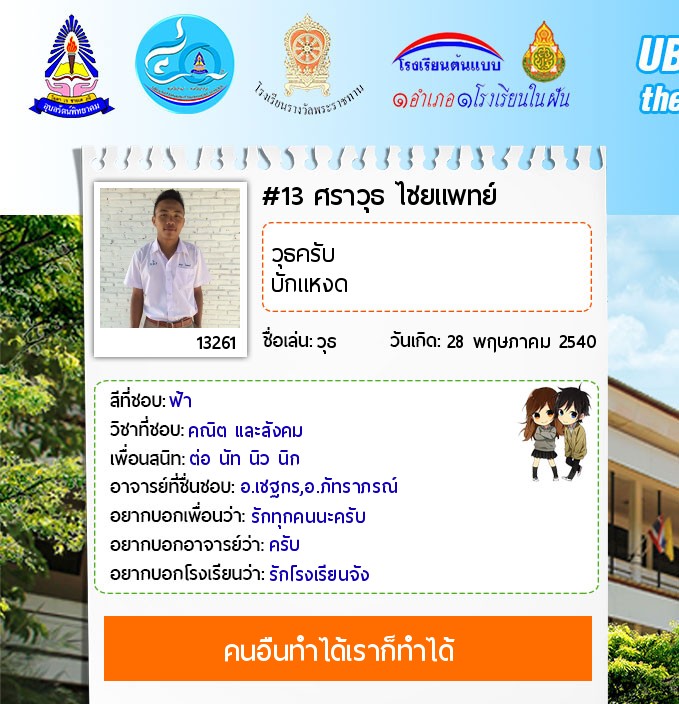 อุบลรัตน์พิทยาคม
โรงเรียนรางวัลพระราชทาน
โรงเรียนต้นแบบ
๑อำเภอ๑โรงเรียนในฝัน
UB
the
#13 ศราวุธ ไชยแพทย์
วุธครับ
บักแหงด
13261
ชื่อเล่น: วุธ วันเกิด: 28 พฤษภาคม 2540
สีที่ชอบ: ฟ้า
วิชาที่ชอบ: คณิต และสังคม
เพื่อนสนิท: ต่อ นัท นิว นิก
อาจารย์ที่ชื่นชอบ: อ.เชฐกร,อ.ภัทราภรณ์
อยากบอกเพื่อนว่า: รักทุกคนนะครับ
อยากบอกอาจารย์ว่า: ครับ
อยากบอกโรงเรียนว่า: รักโรงเรียนจัง
คนอืนทำได้เราก็ทำได้